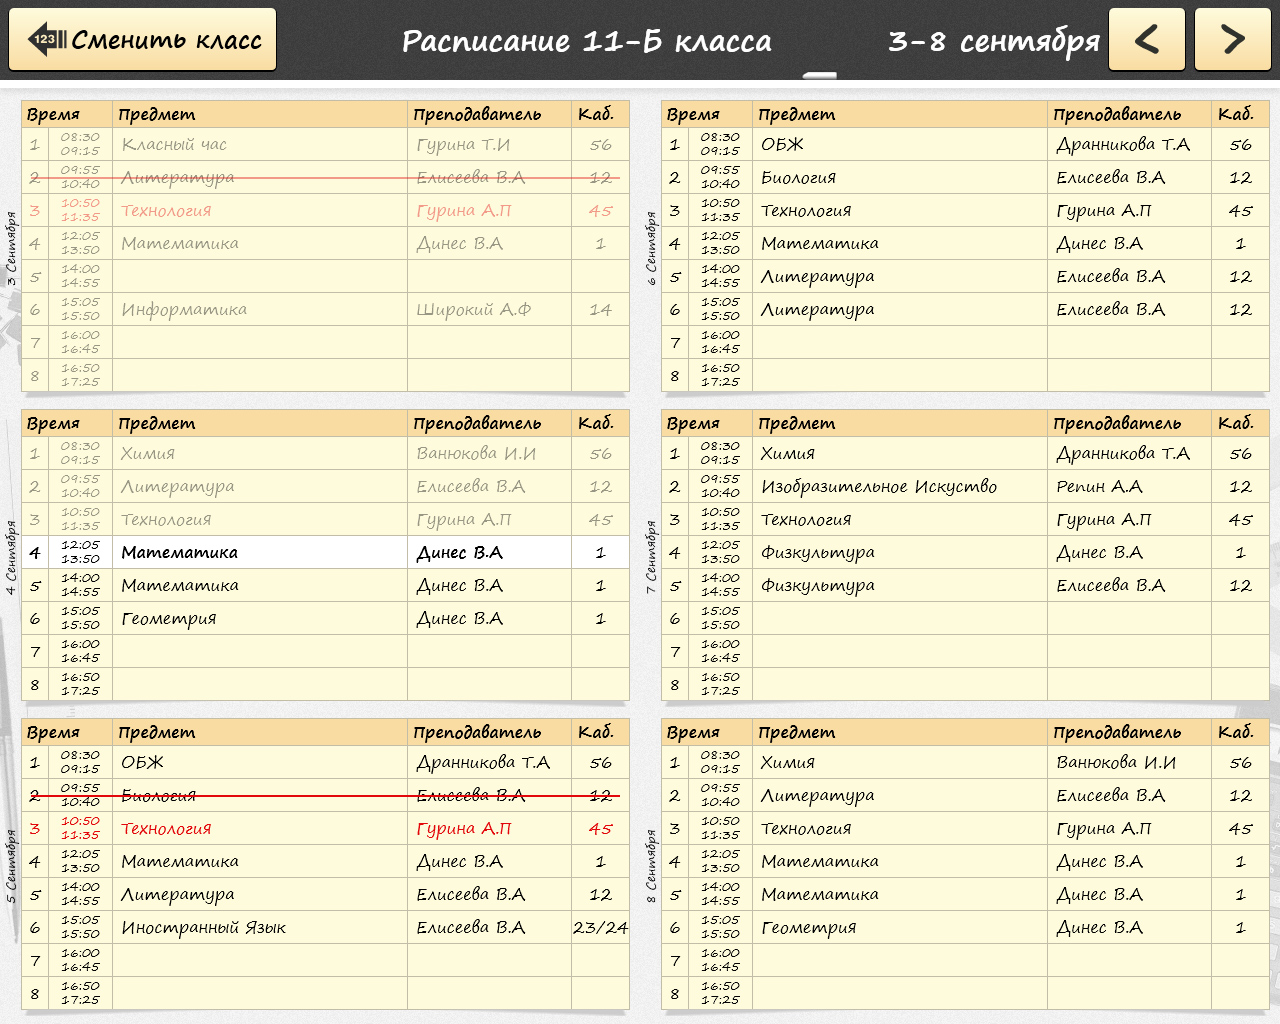 123 Сменить класс
Расписание 11-Б класса
3-8 сентября
< >
3 Сентября
Время Предмет Преподаватель Каб.
1 08:30 09:15 Класный час Гурина Т.И 56
2 09:55 10:40 Литература Елисеева В.А 12
3 10:50 11:35 Технология Гурина А.П 45
4 12:05 13:50 Математика Динес В.А 1
5 14:00 14:55
6 15:05 15:50 Информатика Широкий А.Ф 14
7 16:00 16:45
8 16:50 17:25
4 Сентября
Время Предмет Преподаватель Каб.
1 08:30 09:15 Химия Ванюкова И.И 56
2 09:55 10:40 Литература Елисеева В.А 12
3 10:50 11:35 Технология Гурина А.П 45
4 12:05 13:50 Математика Динес В.А 1
5 14:00 14:55 Математика Динес В.А 1
6 15:05 15:50 Геометрия Динес В.А 1
7 16:00 16:45
8 16:50 17:25
5 Сентября
Время Предмет Преподаватель Каб.
1 08:30 09:15 ОБЖ Дранникова Т.А 56
2 09:55 10:40 Биология Елисеева В.А 12
3 10:50 11:35 Технология Гурина А.П 45
4 12:05 13:50 Математика Динес В.А 1
5 14:00 14:55 Литература Елисеева В.А 12
6 15:05 15:50 Иностранный Язык Елисеева В.А 23/24
7 16:00 16:45
8 16:50 17:25
6 Сентября
Время Предмет Преподаватель Каб.
1 08:30 09:15 ОБЖ Дранникова Т.А 56
2 09:55 10:40 Биология Елисеева В.А 12
3 10:50 11:35 Технология Гурина А.П 45
4 12:05 13:50 Математика Динес В.А 1
5 14:00 14:55 Литература Елисеева В.А 12
6 15:05 15:50 Литература Елисеева В.А 12
7 16:00 16:45
8 16:50 17:25
7 Сентября
Время Предмет Преподаватель Каб.
1 08:30 09:15 Химия Дранникова Т.А 56
2 09:55 10:40 Изобразительное Искуство Репин А.А 12
3 10:50 11:35 Технология Гурина А.П 45
4 12:05 13:50 Физкультура Динес В.А 1
5 14:00 14:55 Физкультура Елисеева В.А 12
6 15:05 15:50
7 16:00 16:45
8 16:50 17:25
8 Сентября
Время Предмет Преподаватель Каб.
1 08:30 09:15 Химия Ванюкова И.И 56
2 09:55 10:40 Литература Елисеева В.А 12
3 10:50 11:35 Технология Гурина А.П 45
4 12:05 13:50 Математика Динес В.А 1
5 14:00 14:55 Математика Динес В.А 1
6 15:05 15:50 Геометрия Динес В.А 1
7 16:00 16:45
8 16:50 17:25